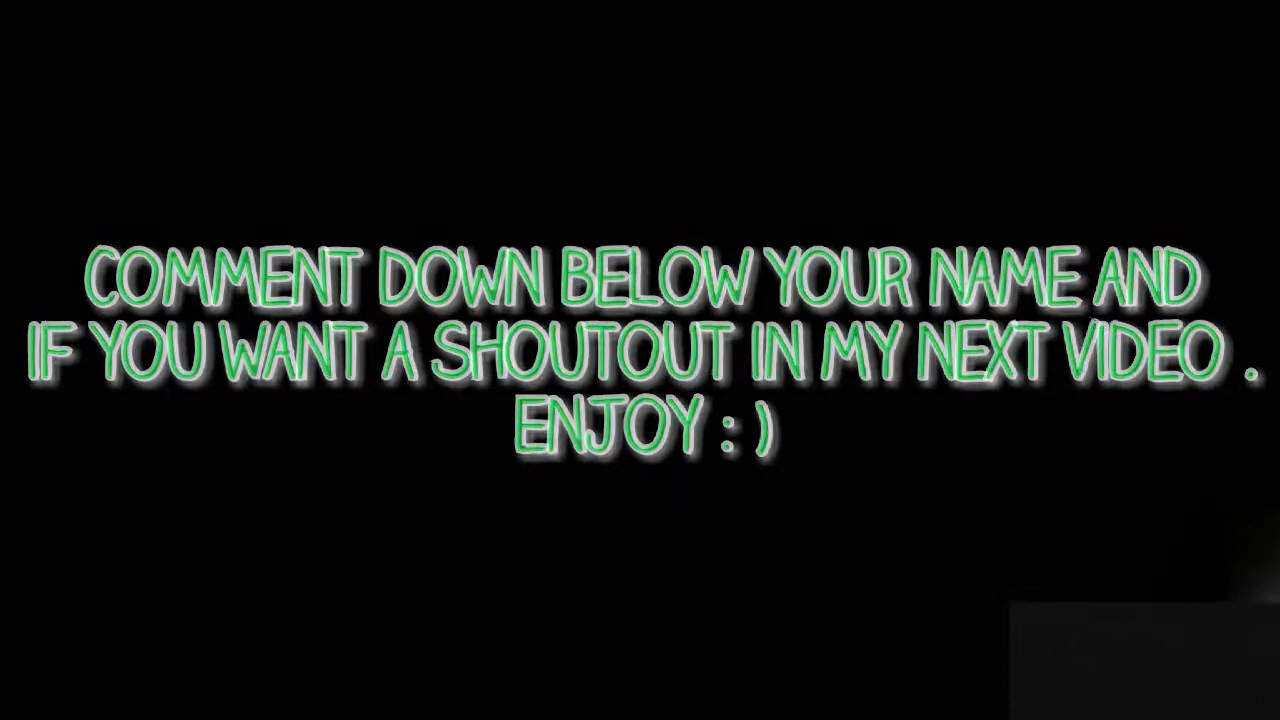 COMMENT DOWN BELOW YOUR NAME AND
IF YOU WANT A SHOUTOUT IN MY NEXT VIDEO .
ENJOY : )